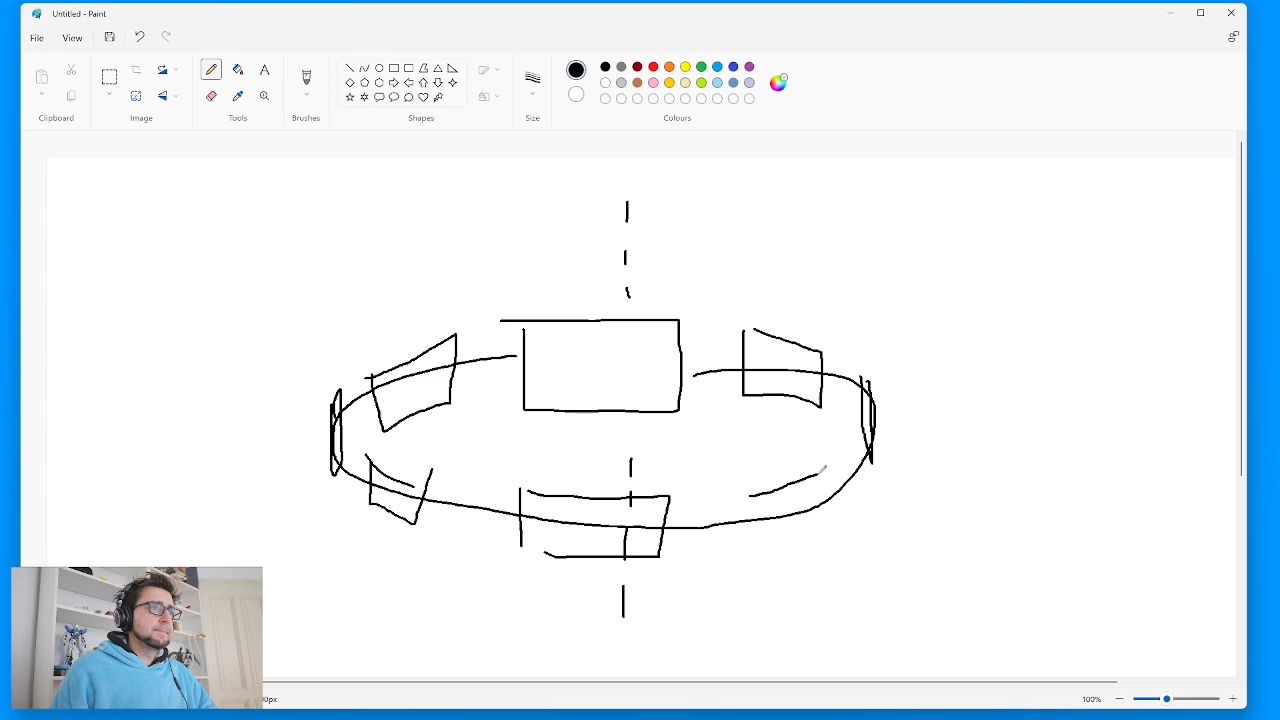 Untitled - Paint
File View
Clipboard Image Tools Brushes Shapes Size Colours
100%